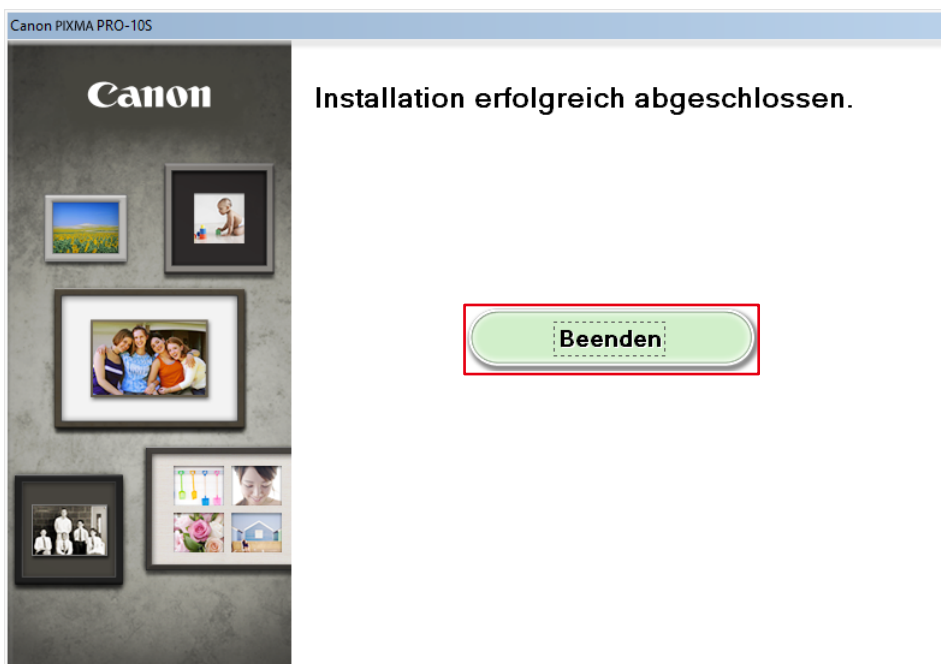 Canon PIXMA PRO-10S
Canon
Installation erfolgreich abgeschlossen.
Beenden